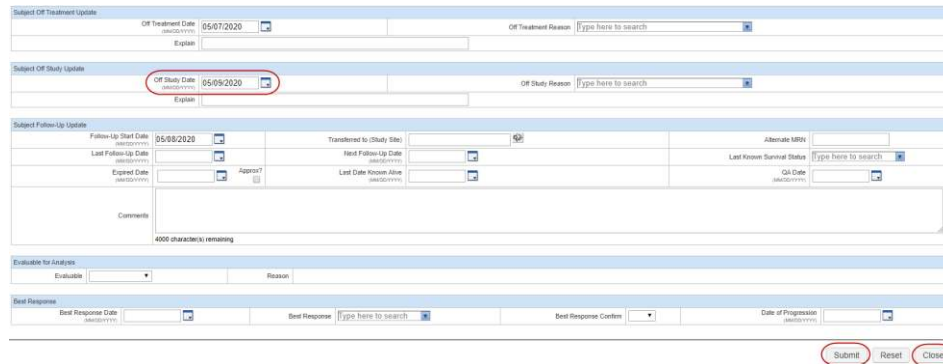 Subject Off Treatment Update
Off Treatment Date 05/07/2020 Off Treatment Reason Type here to search
(MM/DD/YYYY)
Explain
Subject Off Study Update
Off Study Date 05/09/2020 Off Study Reason Type here to search
(MM/DD/YYYY)
Explain
Subject Follow-Up Update
Follow-Up Start Date 05/08/2020 Transferred to (Study Site) Alternate MRN
(MM/DD/YYYY)
Last Follow-Up Date Next Follow-Up Date Last Known Survival Status Type here to search
(MM/DD/YYYY) (MM/DD/YYYY)
Expired Date Approx? Last Date Known Alive QA Date
(MM/DD/YYYY) (MM/DD/YYYY) (MM/DD/YYYY)
Comments
4000 character(s) remaining
Evaluable for Analysis
Evaluable Reason
Best Response
Best Response Date Best Response Type here to search Best Response Confirm Date of Progression
(MM/DD/YYYY) (MM/DD/YYYY)
Submit Reset Close